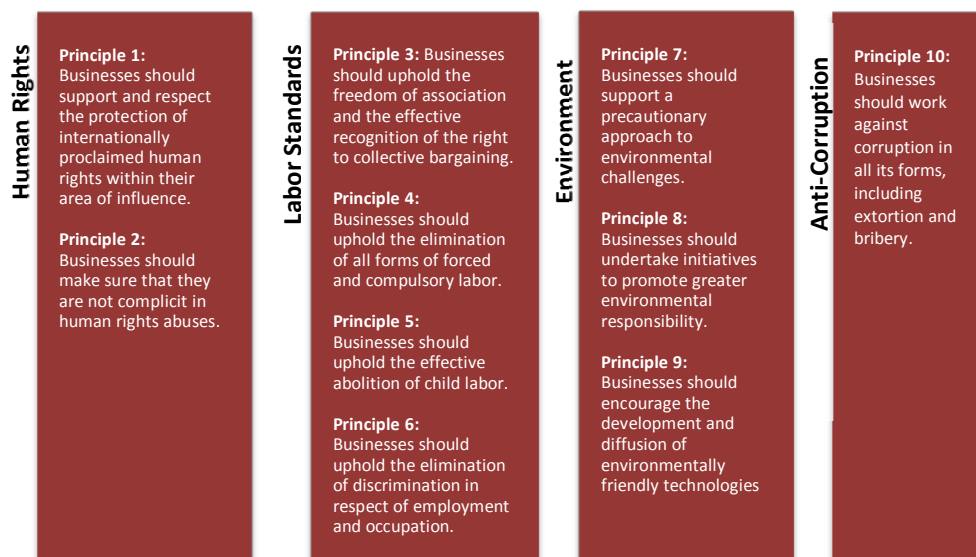 Human Rights
Principle 1:
Businesses should
support and respect
the protection of
internationally
proclaimed human
rights within their
area of influence.
Principle 2:
Businesses should
make sure that they
are not complicit in
human rights abuses.
Labor Standards
Principle 3: Businesses
should uphold the
freedom of association
and the effective
recognition of the right
to collective bargaining.
Principle 4:
Businesses should
uphold the elimination
of all forms of forced
and compulsory labor.
Principle 5:
Businesses should
uphold the effective
abolition of child labor.
Principle 6:
Businesses should
uphold the elimination
of discrimination in
respect of employment
and occupation.
Environment
Principle 7:
Businesses should
support a
precautionary
approach to
environmental
challenges.
Principle 8:
Businesses should
undertake initiatives
to promote greater
environmental
responsibility.
Principle 9:
Businesses should
encourage the
development and
diffusion of
environmentally
friendly technologies
Anti-Corruption
Principle 10:
Businesses
should work
against
corruption in
all its forms,
including
extortion and
bribery.